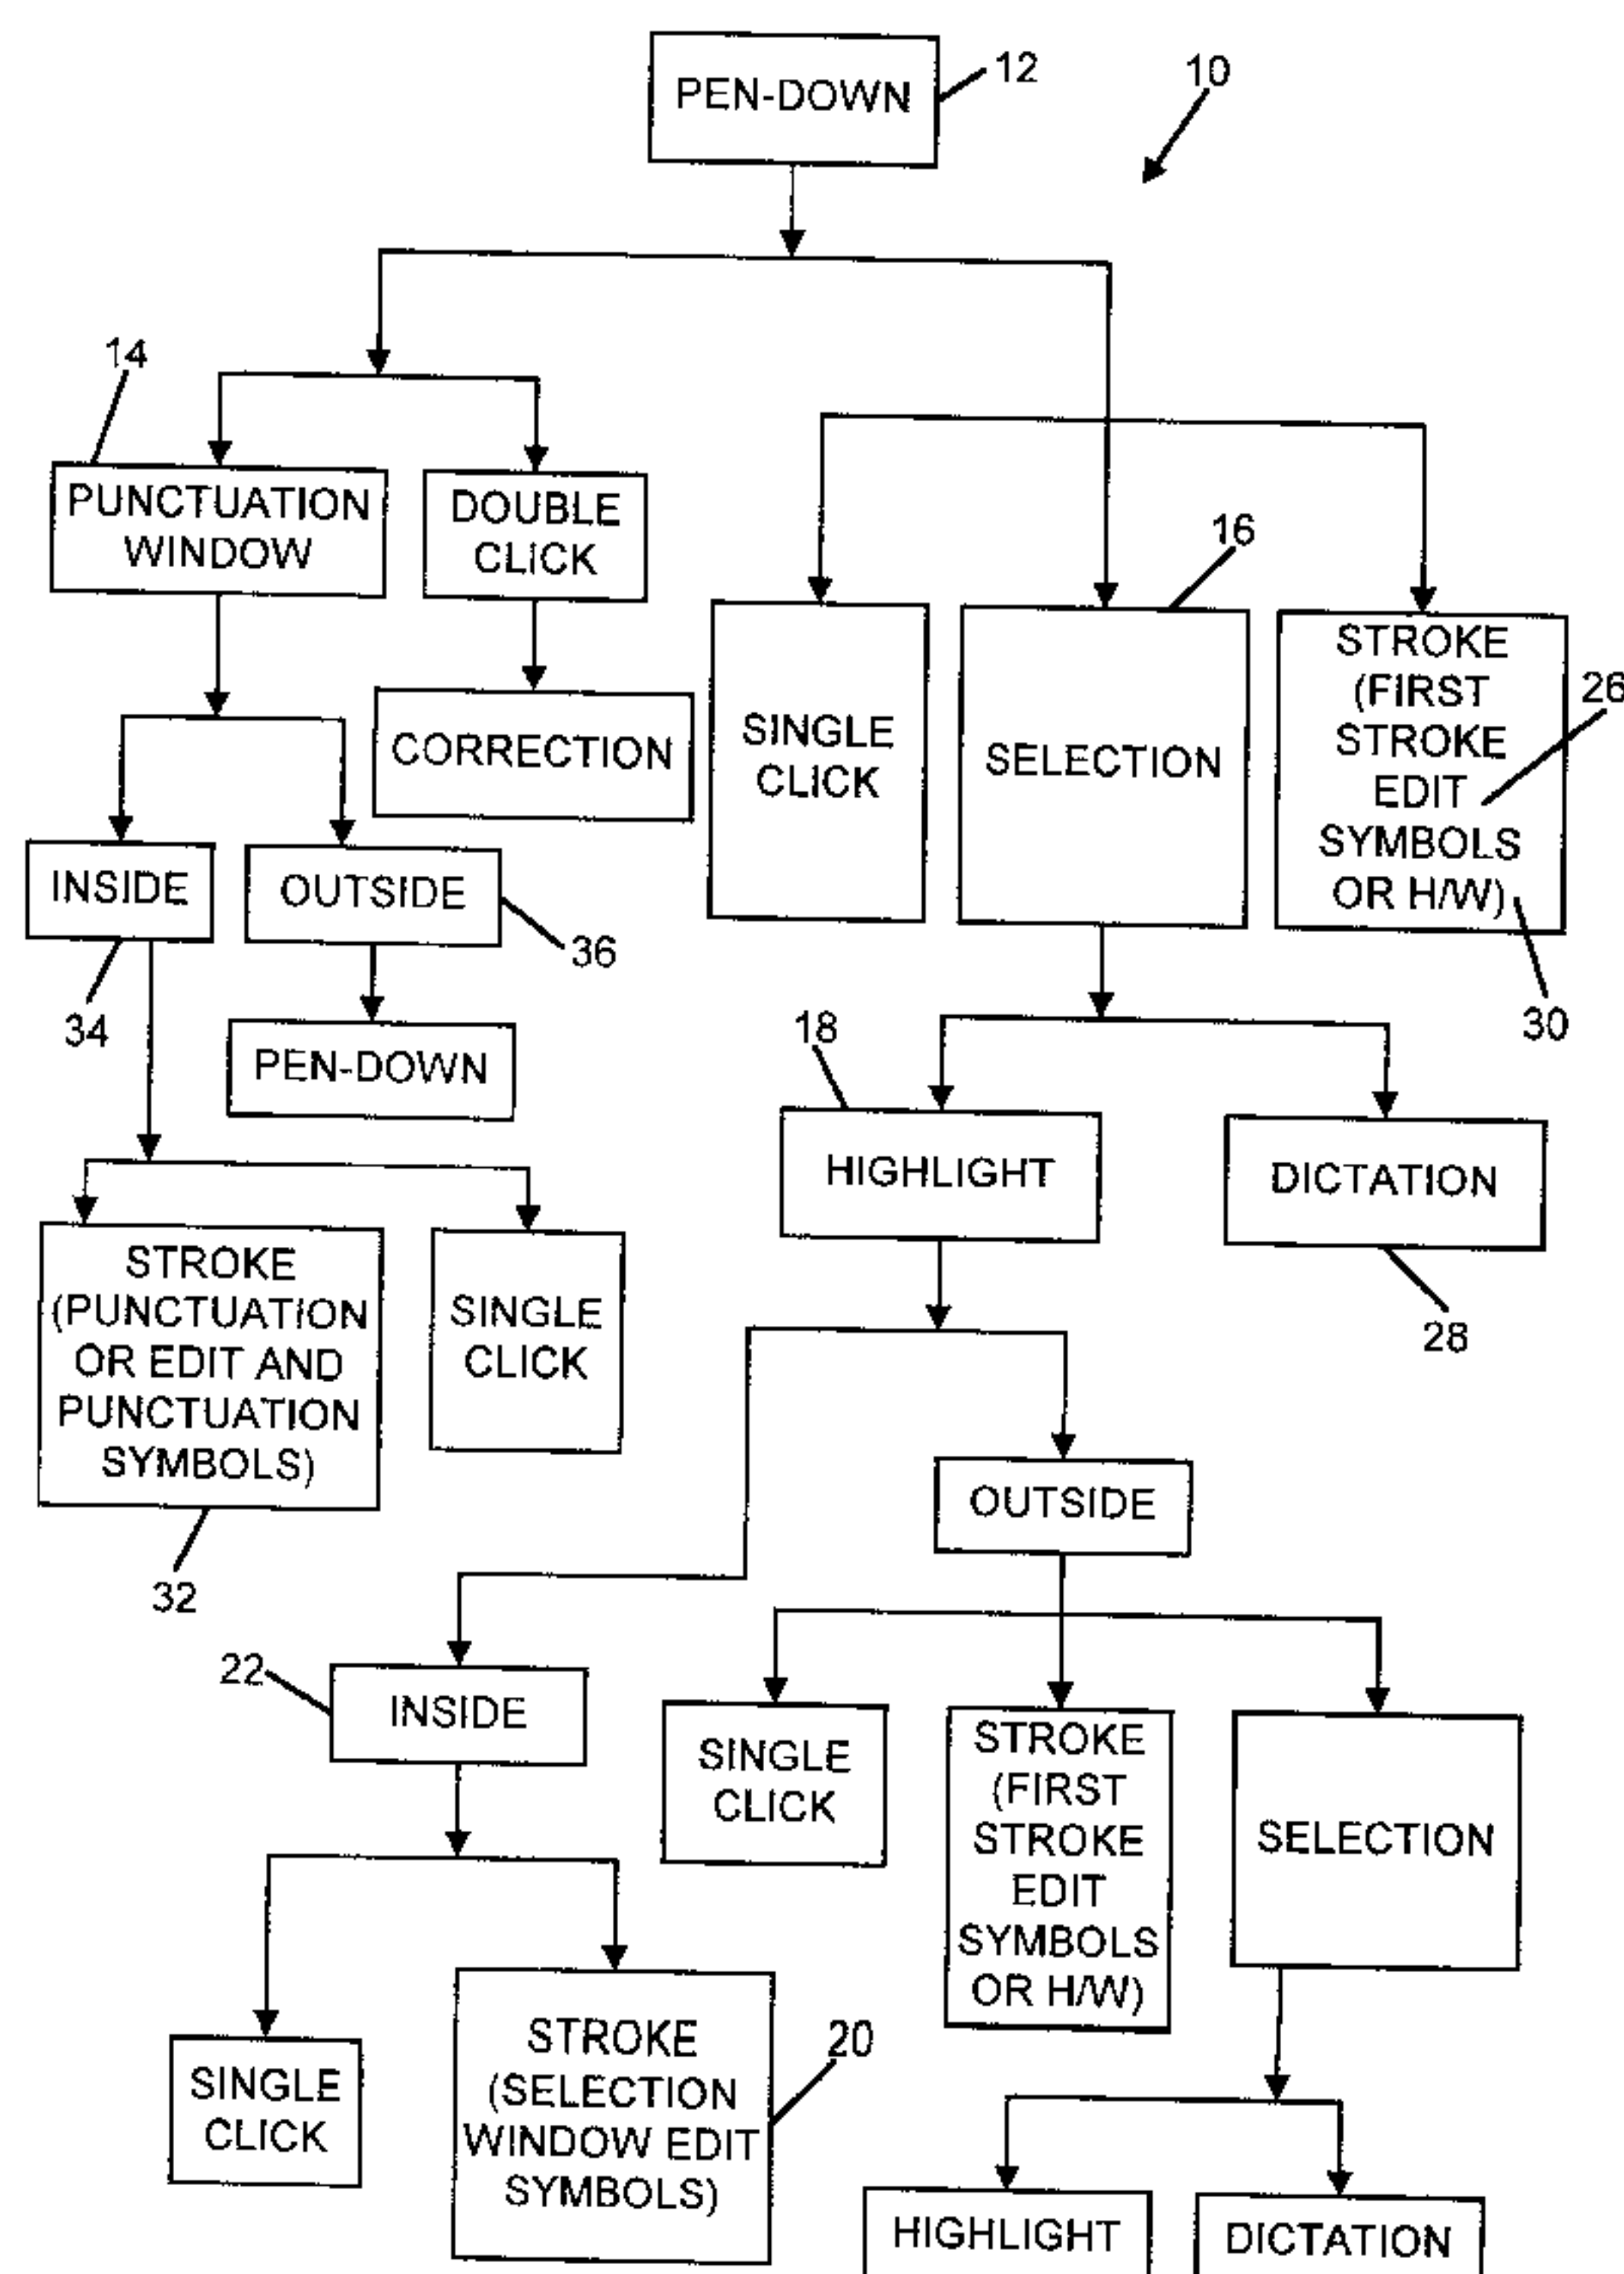 PEN-DOWN
12
10
14
PUNCTUATION
WINDOW
DOUBLE
CLICK
16
CORRECTION
SINGLE
CLICK
SELECTION
STROKE
(FIRST
STROKE
EDIT
SYMBOLS
OR H/W)
26
30
INSIDE
34
OUTSIDE
36
PEN-DOWN
18
HIGHLIGHT
DICTATION
28
STROKE
(PUNCTUATION
OR EDIT AND
PUNCTUATION
SYMBOLS)
32
SINGLE
CLICK
OUTSIDE
22
INSIDE
SINGLE
CLICK
STROKE
(FIRST
STROKE
EDIT
SYMBOLS
OR H/W)
SELECTION
SINGLE
CLICK
STROKE
(SELECTION
WINDOW EDIT
SYMBOLS)
20
HIGHLIGHT
DICTATION